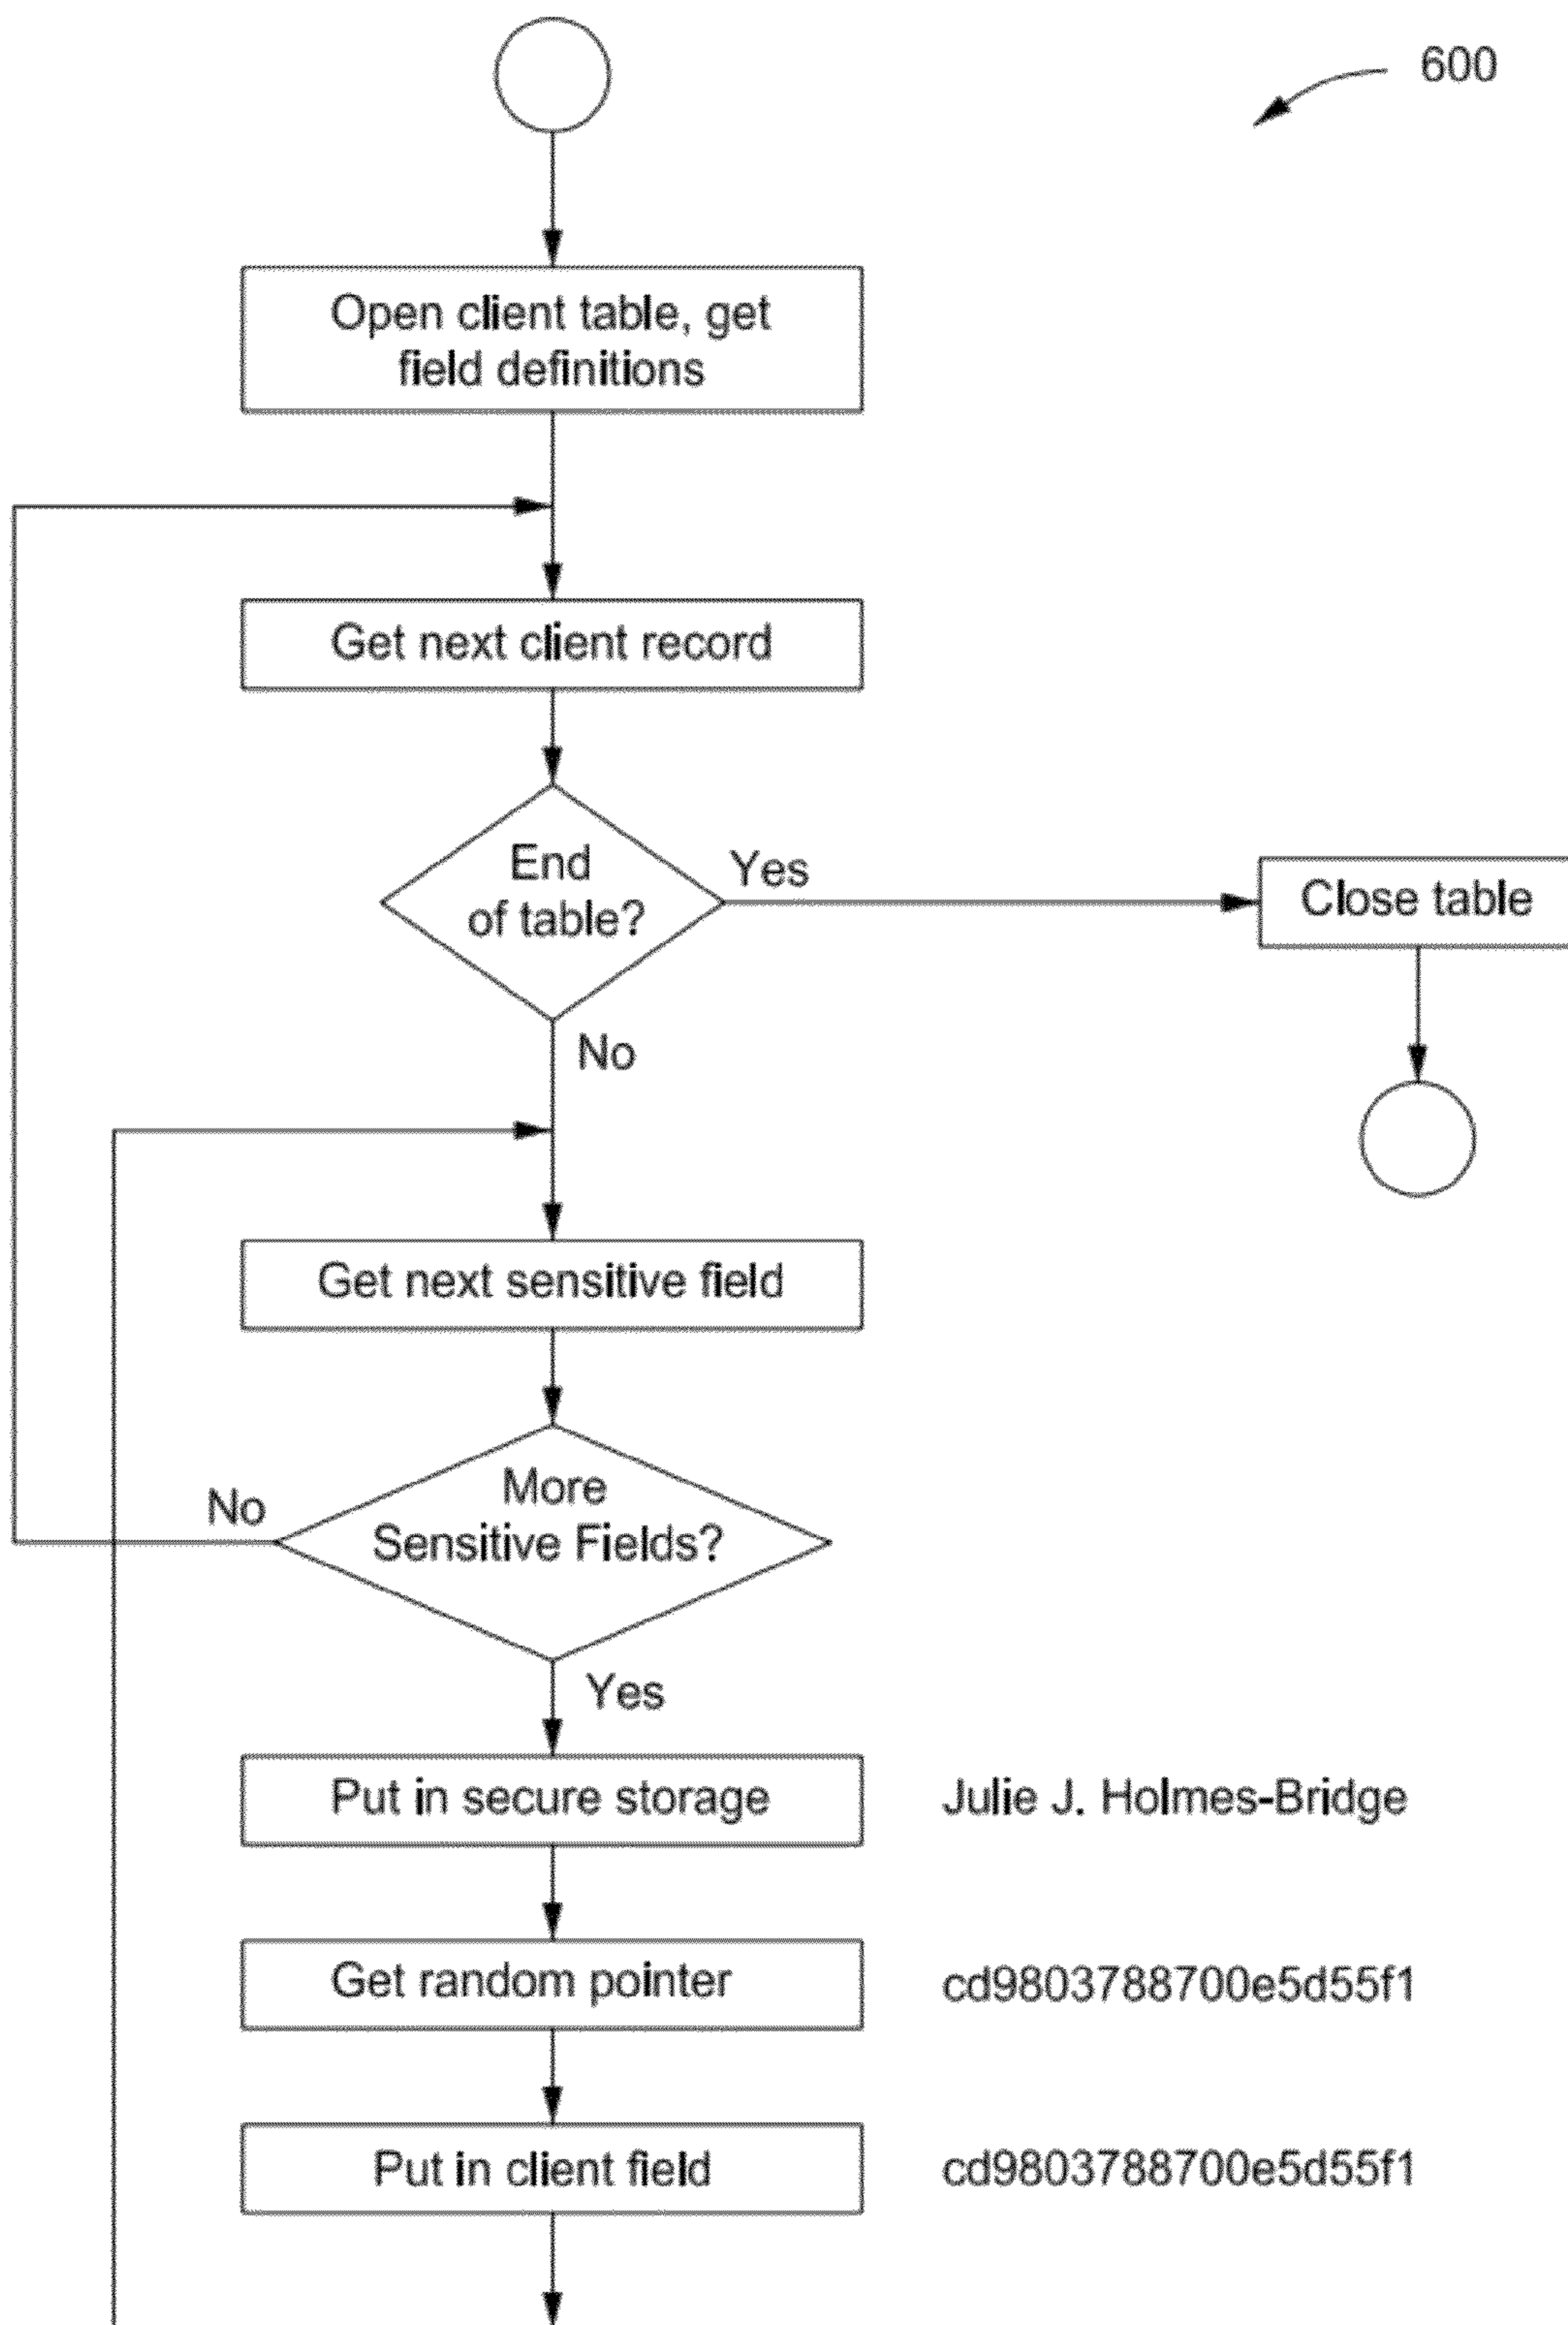 600
Open client table, get
field definitions
Get next client record
End
of table?
Yes
Close table
No
Get next sensitive field
More
Sensitive Fields?
No
Yes
Put in secure storage
Julie J. Holmes-Bridge
Get random pointer
cd9803788700e5d55f1
Put in client field
cd9803788700e5d55f1